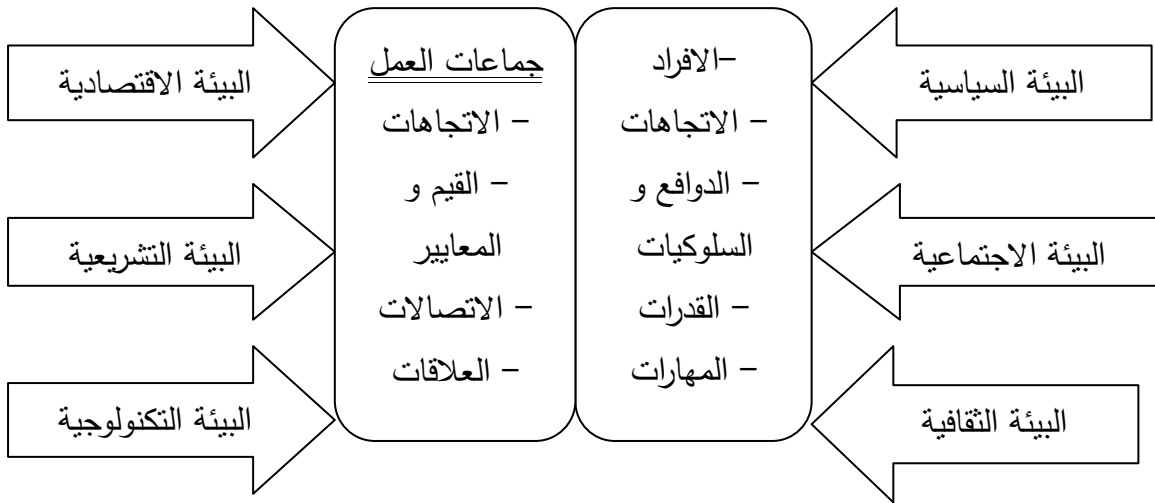 البيئة السياسية
البيئة الاجتماعية
البيئة الثقافية
–الافراد
– الاتجاهات
– الدوافع و
السلوكيات
– القدرات
– المهارات
جماعات العمل
– الاتجاهات
– القيم و
المعايير
– الاتصالات
– العلاقات
البيئة الاقتصادية
البيئة التشريعية
البيئة التكنولوجية